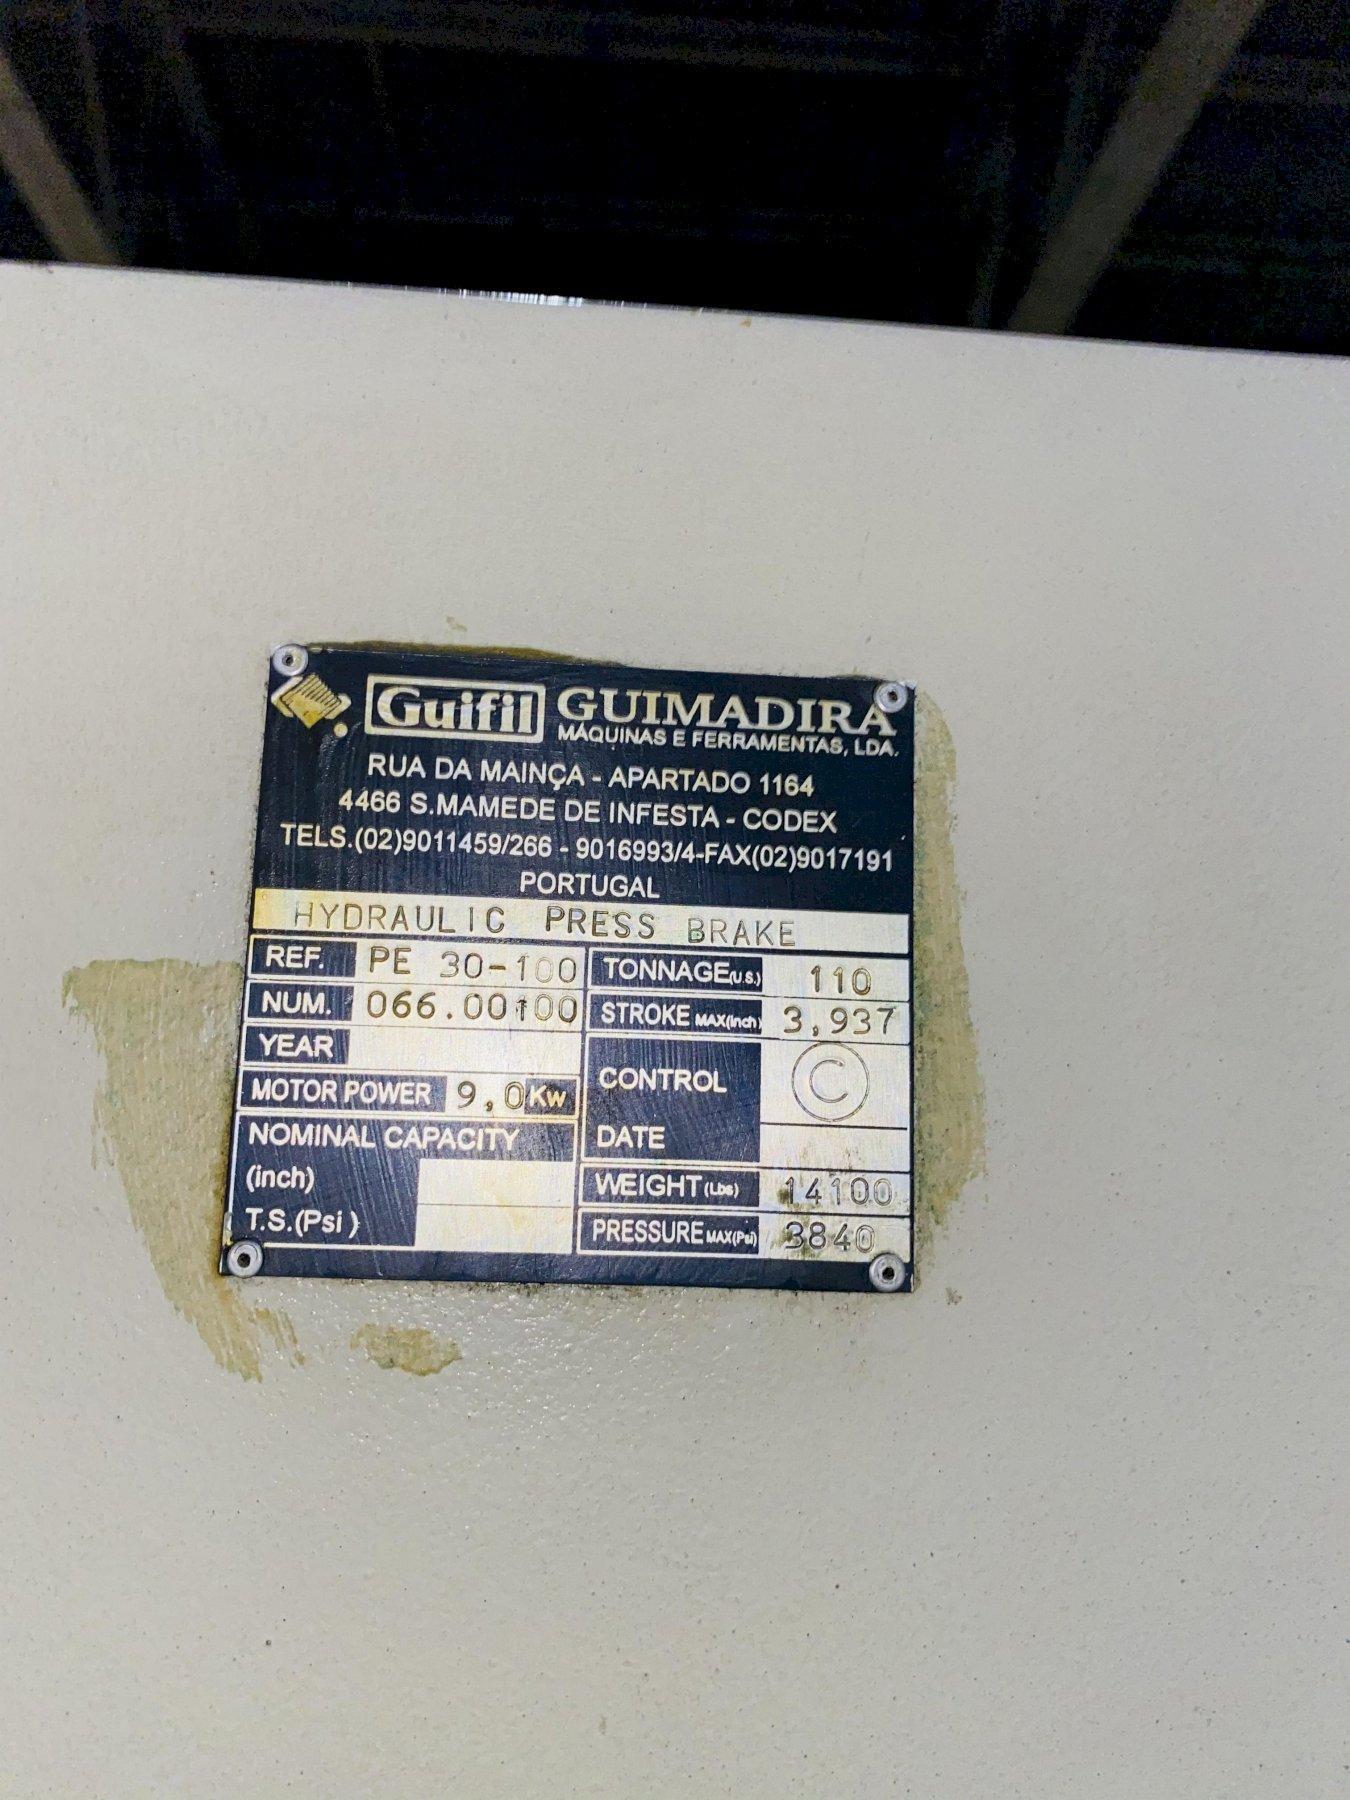 Guifil GUIMADIRA
MÁQUINAS E FERRAMENTAS, LDA.
RUA DA MAINÇA - APARTADO 1164
4466 S.MAMEDE DE INFESTA - CODEX
TELS.(02)9011459/266 - 9016993/4-FAX(02)9017191
PORTUGAL
HYDRAULIC PRESS BRAKE
REF. PE 30-100
NUM. 066.00100
YEAR
MOTOR POWER 9,0 Kw
NOMINAL CAPACITY
(inch)
T.S.(Psi)
TONNAGE(U.S.) 110
STROKE MAX(inch) 3,937
CONTROL C
DATE
WEIGHT (Lbs) 14100
PRESSURE MAX(Psi) 3840